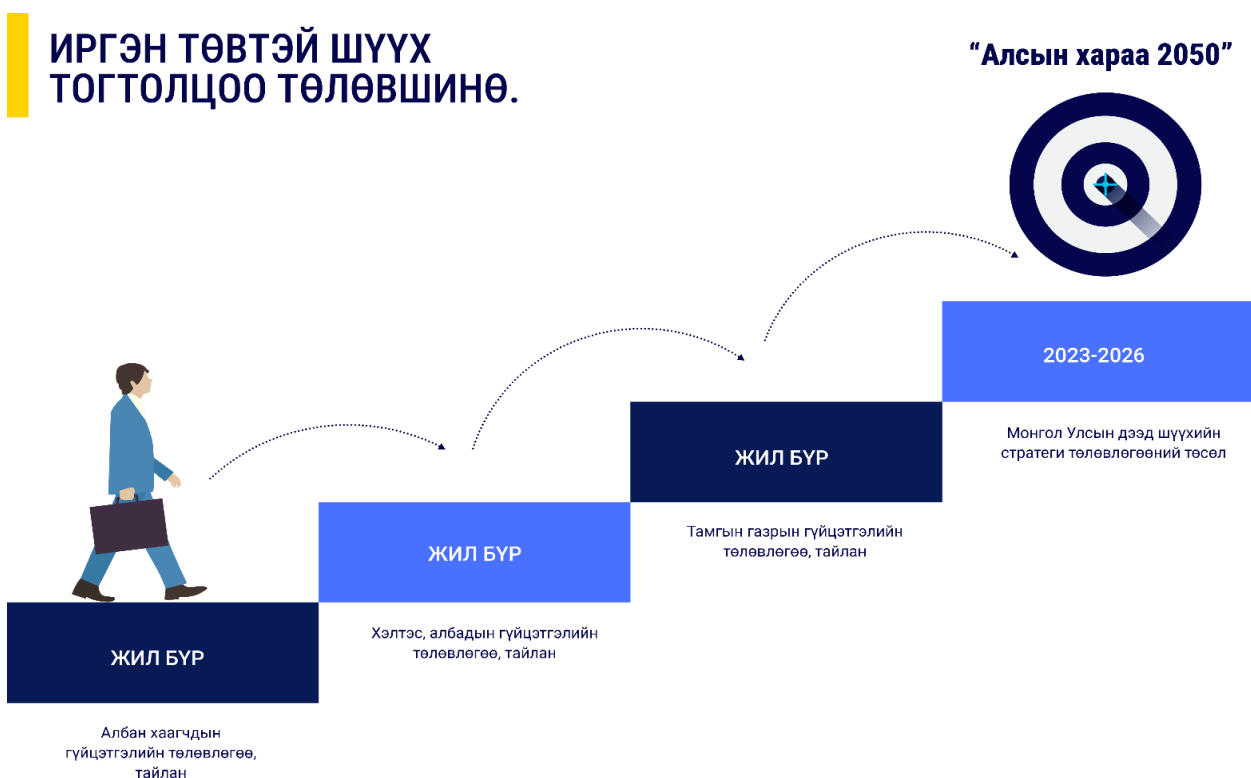 ИРГЭН ТӨВТЭЙ ШҮҮХ
ТОГТОЛЦОО ТӨЛӨВШИНӨ.
“Алсын хараа 2050”
2023-2026
Монгол Улсын дээд шүүхийн
стратеги төлөвлөгөөний төсөл
ЖИЛ БҮР
Тамгын газрын гүйцэтгэлийн
төлөвлөгөө, тайлан
ЖИЛ БҮР
Хэлтэс, албадын гүйцэтгэлийн
төлөвлөгөө, тайлан
ЖИЛ БҮР
Албан хаагчдын
гүйцэтгэлийн төлөвлөгөө,
тайлан